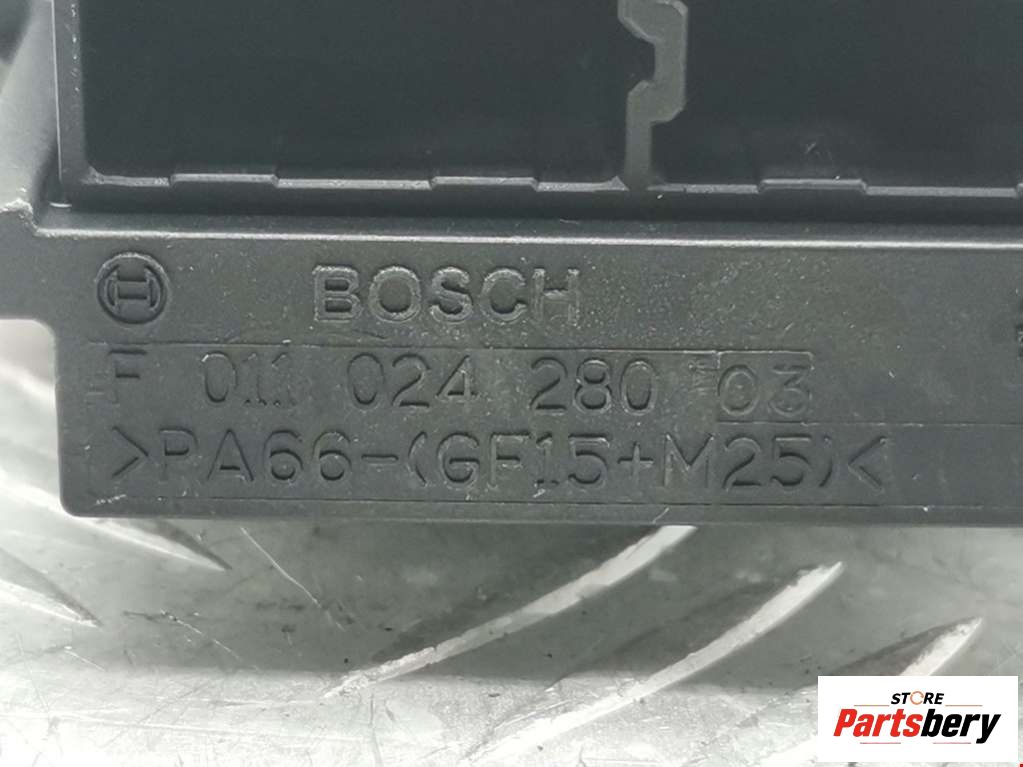 BOSCH
F 011 024 280 03
>PA66-(GF15+M25)<
STORE
Partsbery